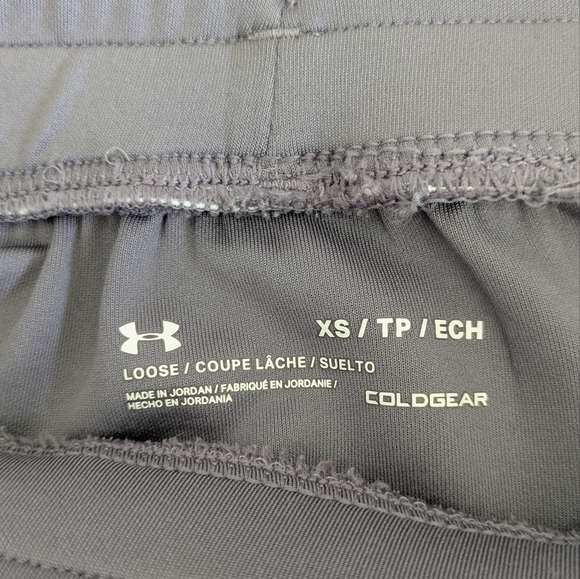 XS / TP / ECH
LOOSE / COUPE LÂCHE / SUELTO
MADE IN JORDAN / FABRIQUÉ EN JORDANIE /
HECHO EN JORDANIA
COLDGEAR